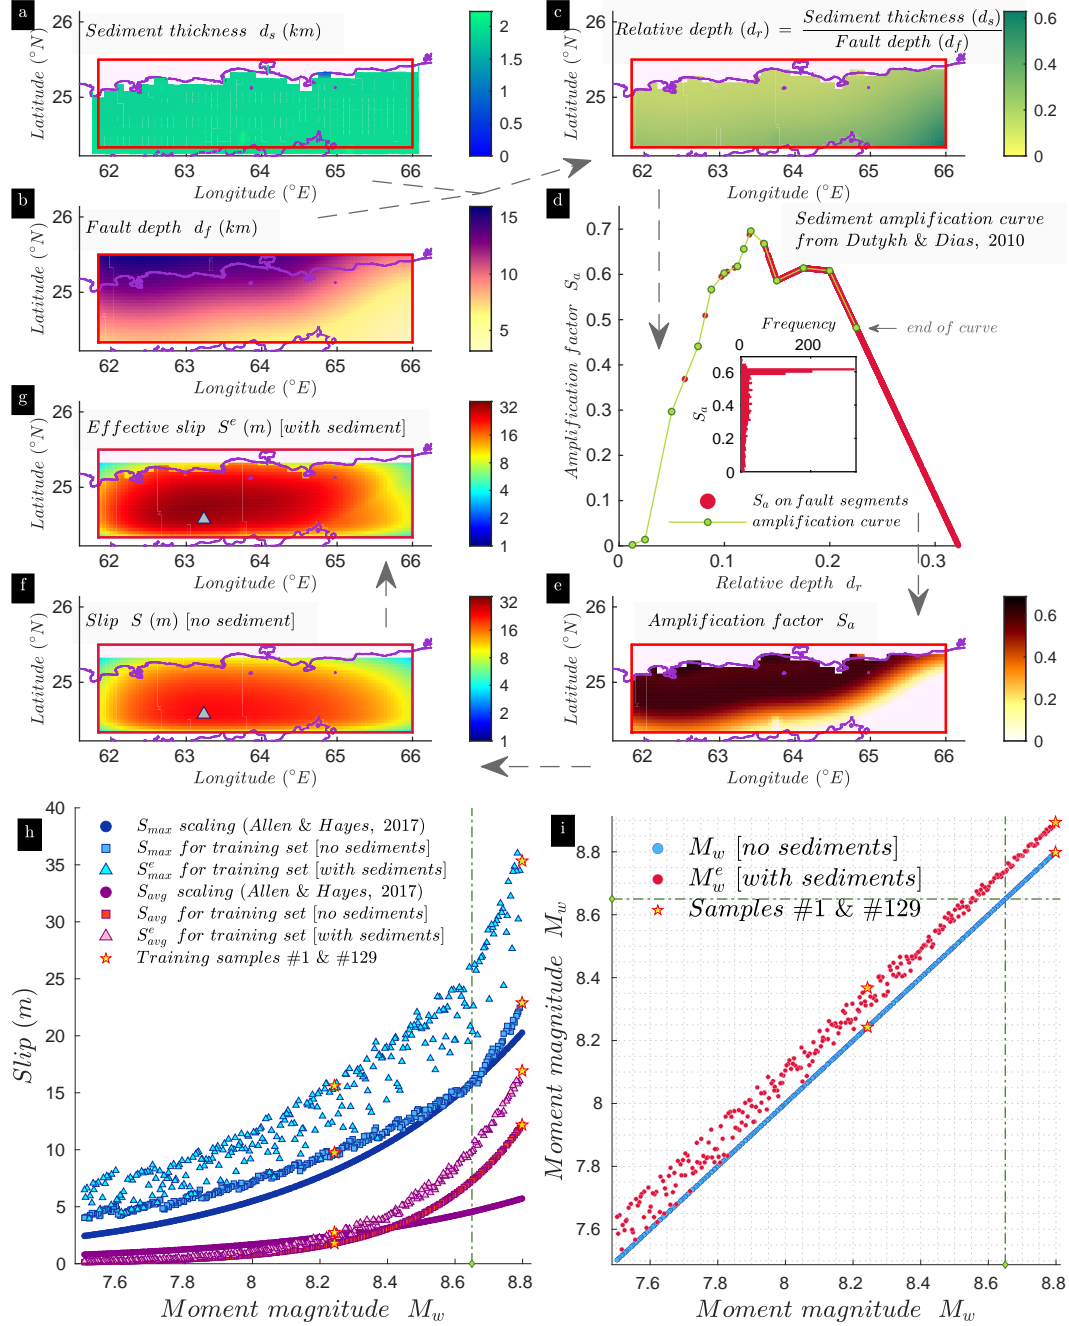 a
Sediment thickness d_s (km)
26
25
Latitude (°N)
62
63
64
65
66
Longitude (°E)
2
1.5
1
0.5
0
c
Relative depth (d_r) = Sediment thickness (d_s)
Fault depth (d_f)
26
25
Latitude (°N)
62
63
64
65
66
Longitude (°E)
0.6
0.4
0.2
0
b
Fault depth d_f (km)
26
25
Latitude (°N)
62
63
64
65
66
Longitude (°E)
15
10
5
d
Sediment amplification curve
from Dutykh & Dias, 2010
0.7
0.6
0.5
0.4
0.3
0.2
0.1
0
Amplification factor S_a
end of curve
Frequency
0
200
0.6
0.4
0.2
0
S_a
S_a on fault segments
amplification curve
0
0.1
0.2
0.3
Relative depth d_r
g
Effective slip S^e (m) [with sediment]
26
25
Latitude (°N)
62
63
64
65
66
Longitude (°E)
32
16
8
4
2
1
f
Slip S (m) [no sediment]
26
25
Latitude (°N)
62
63
64
65
66
Longitude (°E)
32
16
8
4
2
1
e
Amplification factor S_a
26
25
Latitude (°N)
62
63
64
65
66
Longitude (°E)
0.6
0.4
0.2
0
h
S_max scaling (Allen & Hayes, 2017)
S_max for training set [no sediments]
S^e_max for training set [with sediments]
S_avg scaling (Allen & Hayes, 2017)
S_avg for training set [no sediments]
S^e_avg for training set [with sediments]
Training samples #1 & #129
40
35
30
25
20
15
10
5
0
Slip (m)
7.6
7.8
8
8.2
8.4
8.6
8.8
Moment magnitude M_w
i
M_w [no sediments]
M^e_w [with sediments]
Samples #1 & #129
8.8
8.6
8.4
8.2
8
7.8
7.6
Moment magnitude M_w
7.6
7.8
8
8.2
8.4
8.6
8.8
Moment magnitude M_w